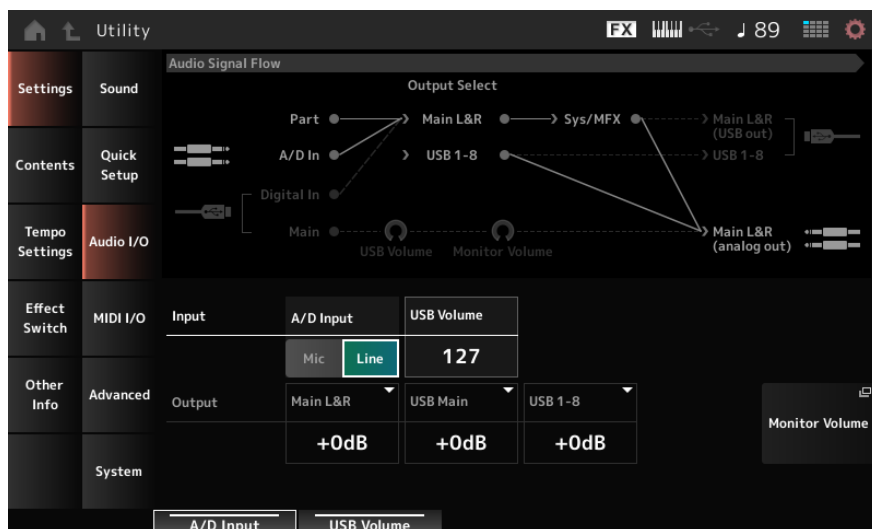 Utility
FX
♩ 89
Settings
Sound
Contents
Quick
Setup
Tempo
Settings
Audio I/O
Effect
Switch
MIDI I/O
Other
Info
Advanced
System
Audio Signal Flow
Output Select
Part
Main L&R
Sys/MFX
Main L&R
(USB out)
A/D In
USB 1-8
USB 1-8
Digital In
Main
USB Volume
Monitor Volume
Main L&R
(analog out)
Input
A/D Input
USB Volume
Mic
Line
127
Output
Main L&R
USB Main
USB 1-8
+0dB
+0dB
+0dB
Monitor Volume
A/D Input
USB Volume